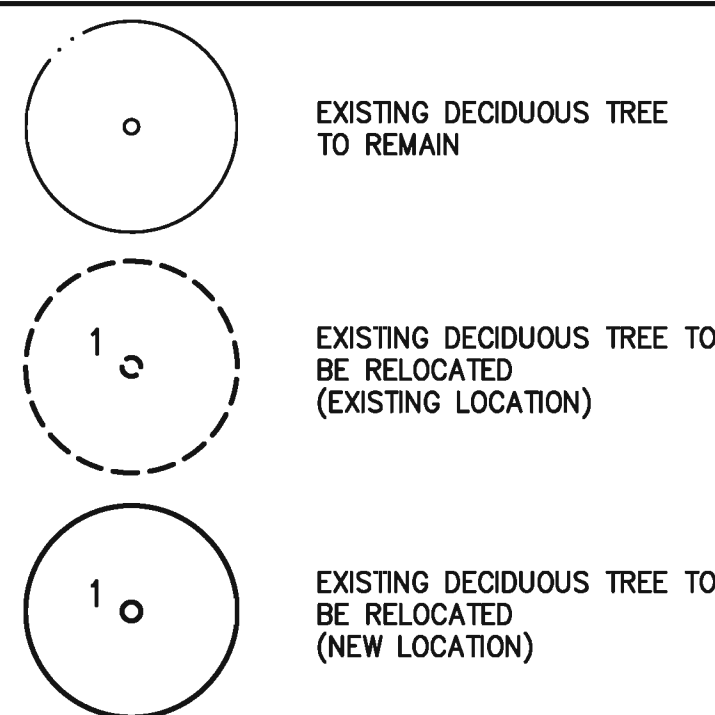 EXISTING DECIDUOUS TREE
TO REMAIN
1
EXISTING DECIDUOUS TREE TO
BE RELOCATED
(EXISTING LOCATION)
1
EXISTING DECIDUOUS TREE TO
BE RELOCATED
(NEW LOCATION)